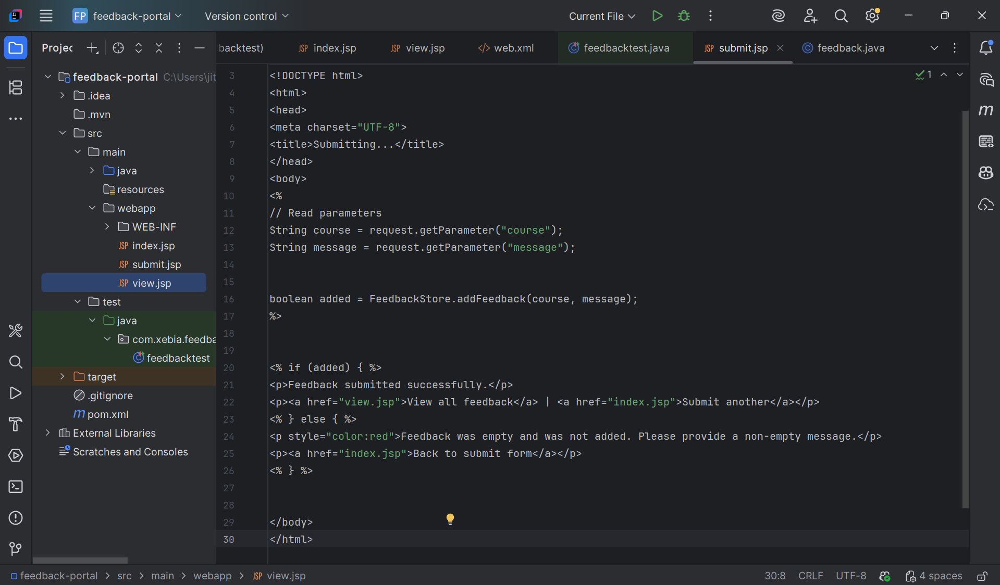 FP feedback-portal Version control Current File
Projec
backtest) index.jsp view.jsp web.xml feedbacktest.java submit.jsp feedback.java
feedback-portal C:\Users\jit
.idea
.mvn
src
main
java
resources
webapp
WEB-INF
JSP index.jsp
JSP submit.jsp
JSP view.jsp
test
java
com.xebia.feedba
feedbacktest
target
.gitignore
m pom.xml
External Libraries
Scratches and Consoles
1
3 <!DOCTYPE html>
4 <html>
5 <head>
6 <meta charset="UTF-8">
7 <title>Submitting...</title>
8 </head>
9 <body>
10 <%
11 // Read parameters
12 String course = request.getParameter("course");
13 String message = request.getParameter("message");
14
15
16 boolean added = FeedbackStore.addFeedback(course, message);
17 %>
18
19
20 <% if (added) { %>
21 <p>Feedback submitted successfully.</p>
22 <p><a href="view.jsp">View all feedback</a> | <a href="index.jsp">Submit another</a></p>
23 <% } else { %>
24 <p style="color:red">Feedback was empty and was not added. Please provide a non-empty message.</p>
25 <p><a href="index.jsp">Back to submit form</a></p>
26 <% } %>
27
28
29 </body>
30 </html>
feedback-portal > src > main > webapp > JSP view.jsp 30:8 CRLF UTF-8 4 spaces